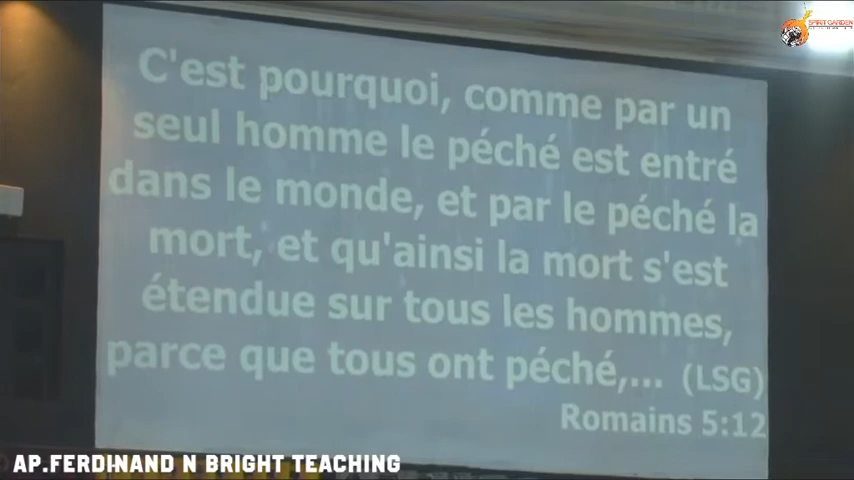 SPIRIT GARDEN
C'est pourquoi, comme par un
seul homme le péché est entré
dans le monde, et par le péché la
mort, et qu'ainsi la mort s'est
étendue sur tous les hommes,
parce que tous ont péché,... (LSG)
Romains 5:12
AP.FERDINAND N BRIGHT TEACHING